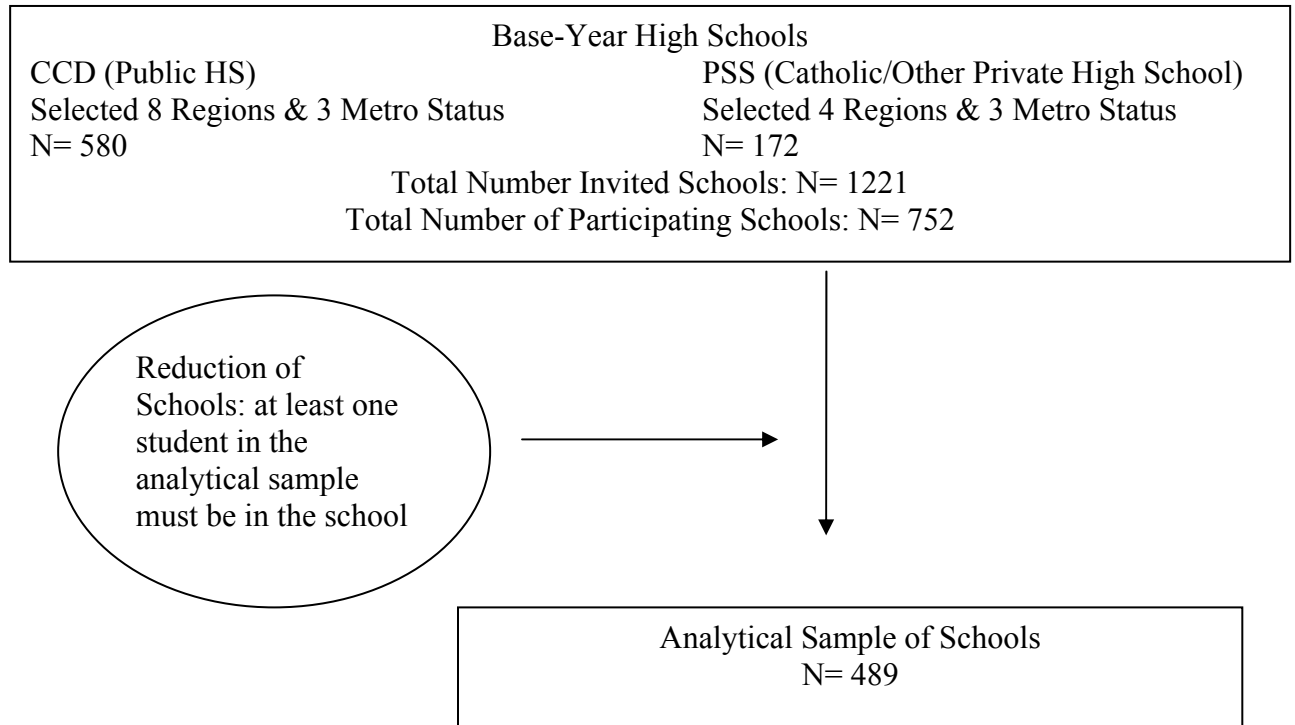 Base-Year High Schools
CCD (Public HS)
Selected 8 Regions & 3 Metro Status
N= 580
PSS (Catholic/Other Private High School)
Selected 4 Regions & 3 Metro Status
N= 172
Total Number Invited Schools: N= 1221
Total Number of Participating Schools: N= 752
Reduction of
Schools: at least one
student in the
analytical sample
must be in the school
Analytical Sample of Schools
N= 489